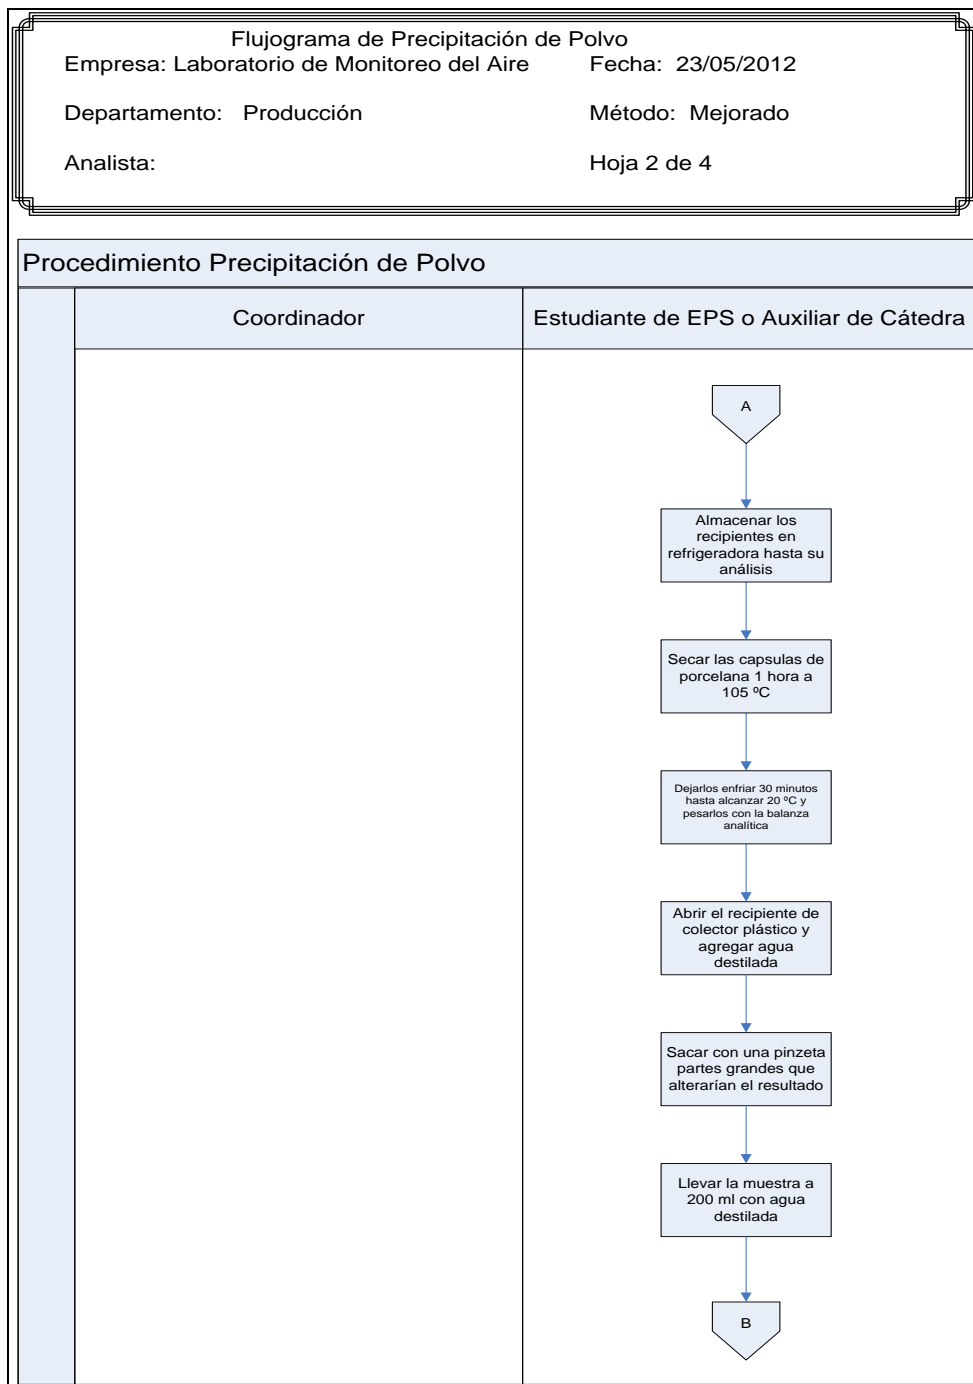 Flujograma de Precipitación de Polvo
Empresa: Laboratorio de Monitoreo del Aire Fecha: 23/05/2012
Departamento: Producción Método: Mejorado
Analista: Hoja 2 de 4
Procedimiento Precipitación de Polvo
Coordinador Estudiante de EPS o Auxiliar de Cátedra
A
Almacenar los
recipientes en
refrigeradora hasta su
análisis
Secar las capsulas de
porcelana 1 hora a
105 ºC
Dejarlos enfriar 30 minutos
hasta alcanzar 20 ºC y
pesarlos con la balanza
analítica
Abrir el recipiente de
colector plástico y
agregar agua
destilada
Sacar con una pinzeta
partes grandes que
alterarían el resultado
Llevar la muestra a
200 ml con agua
destilada
B